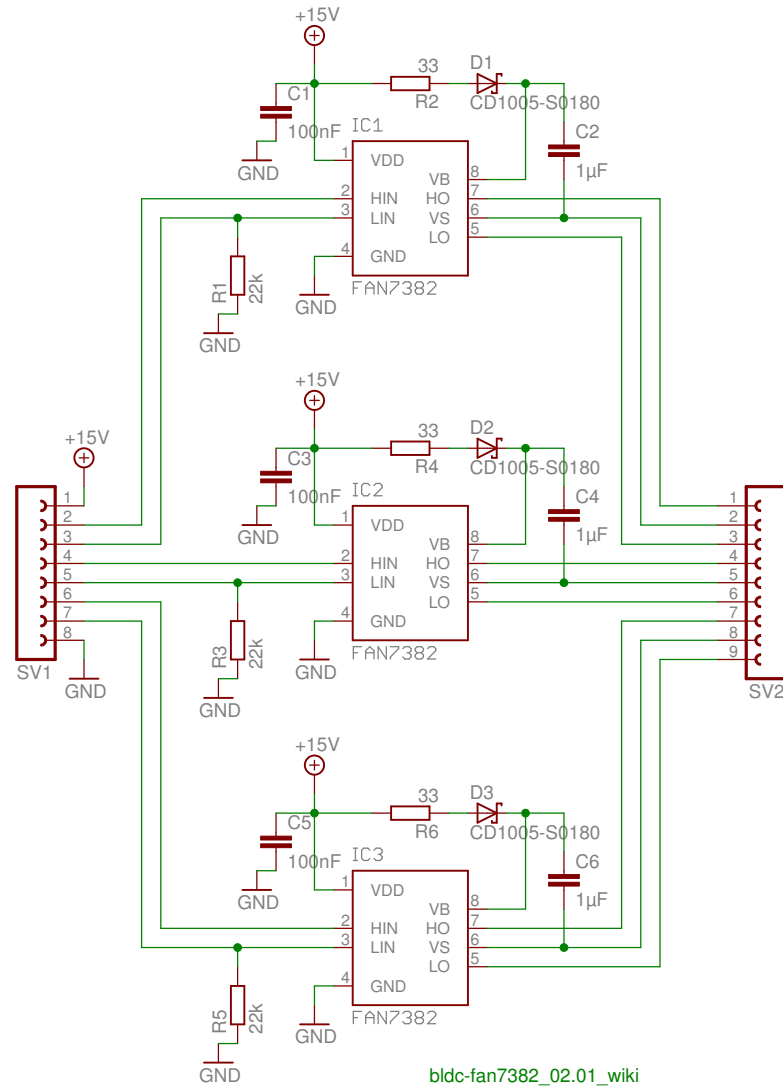 +15V
33
D1
C1
R2
CD1005-S0180
100nF
IC1
C2
1µF
GND
1
VDD
VB
8
2
HIN
HO
7
3
LIN
VS
6
LO
5
4
GND
R1
22k
GND
FAN7382
GND
+15V
33
D2
C3
R4
CD1005-S0180
100nF
IC2
C4
1µF
GND
1
VDD
VB
8
2
HIN
HO
7
3
LIN
VS
6
LO
5
4
GND
R3
22k
GND
FAN7382
GND
+15V
1
2
3
4
5
6
7
8
SV1
GND
1
2
3
4
5
6
7
8
9
SV2
+15V
33
D3
C5
R6
CD1005-S0180
100nF
IC3
C6
1µF
GND
1
VDD
VB
8
2
HIN
HO
7
3
LIN
VS
6
LO
5
4
GND
R5
22k
GND
FAN7382
GND
bldc-fan7382_02.01_wiki